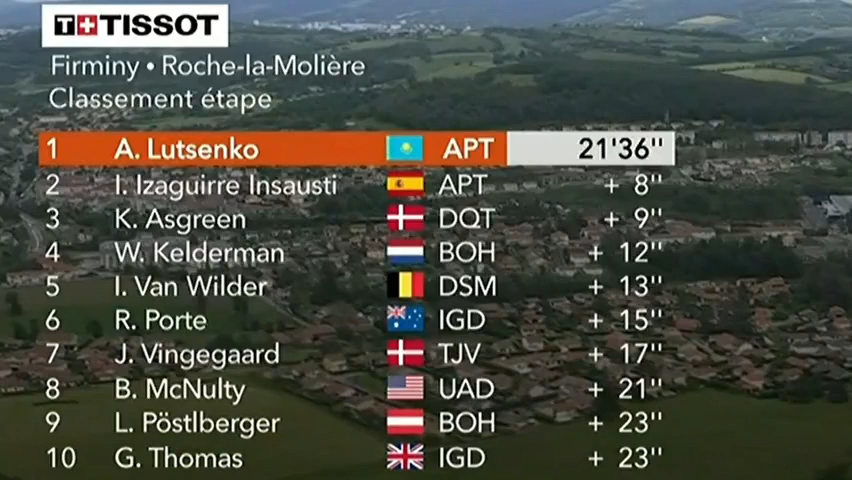 T+TISSOT
Firminy • Roche-la-Molière
Classement étape
1 A. Lutsenko APT 21'36''
2 I. Izaguirre Insausti APT + 8''
3 K. Asgreen DQT + 9''
4 W. Kelderman BOH + 12''
5 I. Van Wilder DSM + 13''
6 R. Porte IGD + 15''
7 J. Vingegaard TJV + 17''
8 B. McNulty UAD + 21''
9 L. Pöstlberger BOH + 23''
10 G. Thomas IGD + 23''